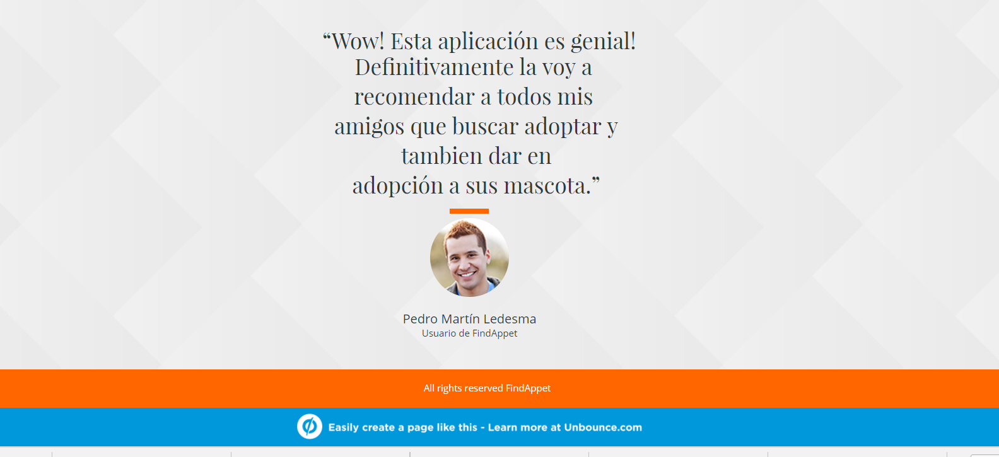 “Wow! Esta aplicación es genial!
Definitivamente la voy a
recomendar a todos mis
amigos que buscar adoptar y
tambien dar en
adopción a sus mascota.”
Pedro Martín Ledesma
Usuario de FindAppet
All rights reserved FindAppet
Easily create a page like this - Learn more at Unbounce.com